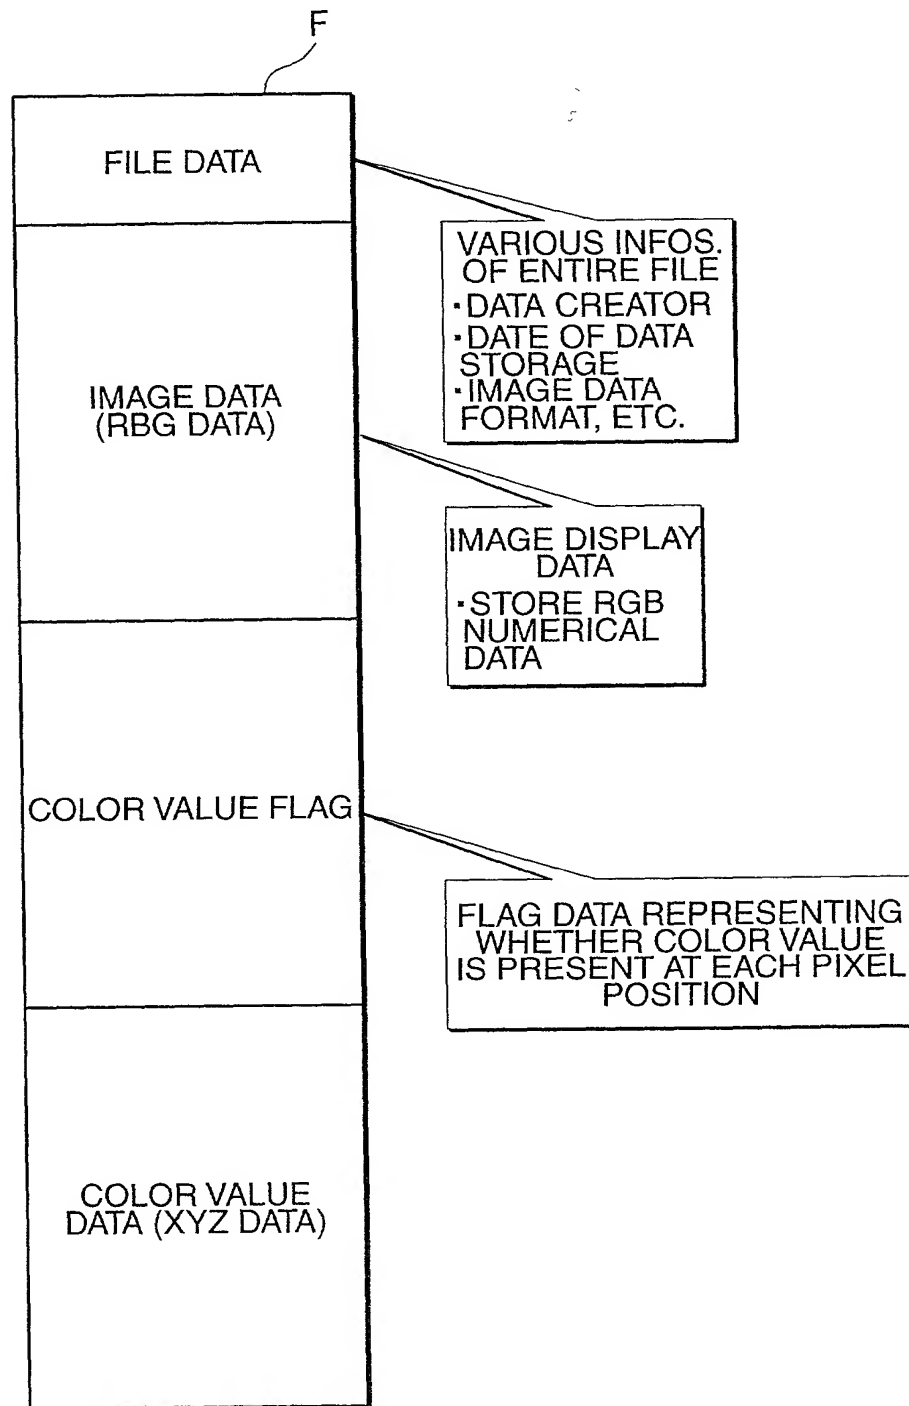 F
FILE DATA
VARIOUS INFOS.
OF ENTIRE FILE
・DATA CREATOR
・DATE OF DATA
STORAGE
・IMAGE DATA
FORMAT, ETC.
IMAGE DATA
(RBG DATA)
IMAGE DISPLAY
DATA
・STORE RGB
NUMERICAL
DATA
COLOR VALUE FLAG
FLAG DATA REPRESENTING
WHETHER COLOR VALUE
IS PRESENT AT EACH PIXEL
POSITION
COLOR VALUE
DATA (XYZ DATA)